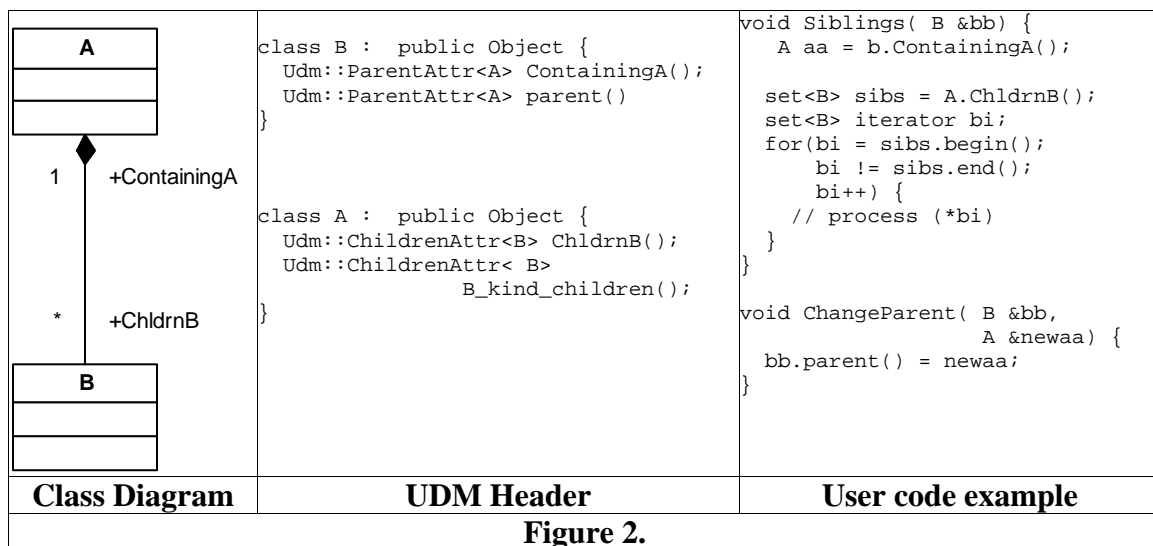 A
1
+ContainingA
*
+ChldrnB
B
class B :  public Object {
  Udm::ParentAttr<A> ContainingA();
  Udm::ParentAttr<A> parent()
}
class A :  public Object {
  Udm::ChildrenAttr<B> ChldrnB();
  Udm::ChildrenAttr< B>
                B_kind_children();
}
void Siblings( B &bb) {
   A aa = b.ContainingA();
  set<B> sibs = A.ChldrnB();
  set<B> iterator bi;
  for(bi = sibs.begin();
      bi != sibs.end();
      bi++) {
    // process (*bi)
  }
}
void ChangeParent( B &bb,
                   A &newaa) {
  bb.parent() = newaa;
}
Class Diagram
UDM Header
User code example
Figure 2.